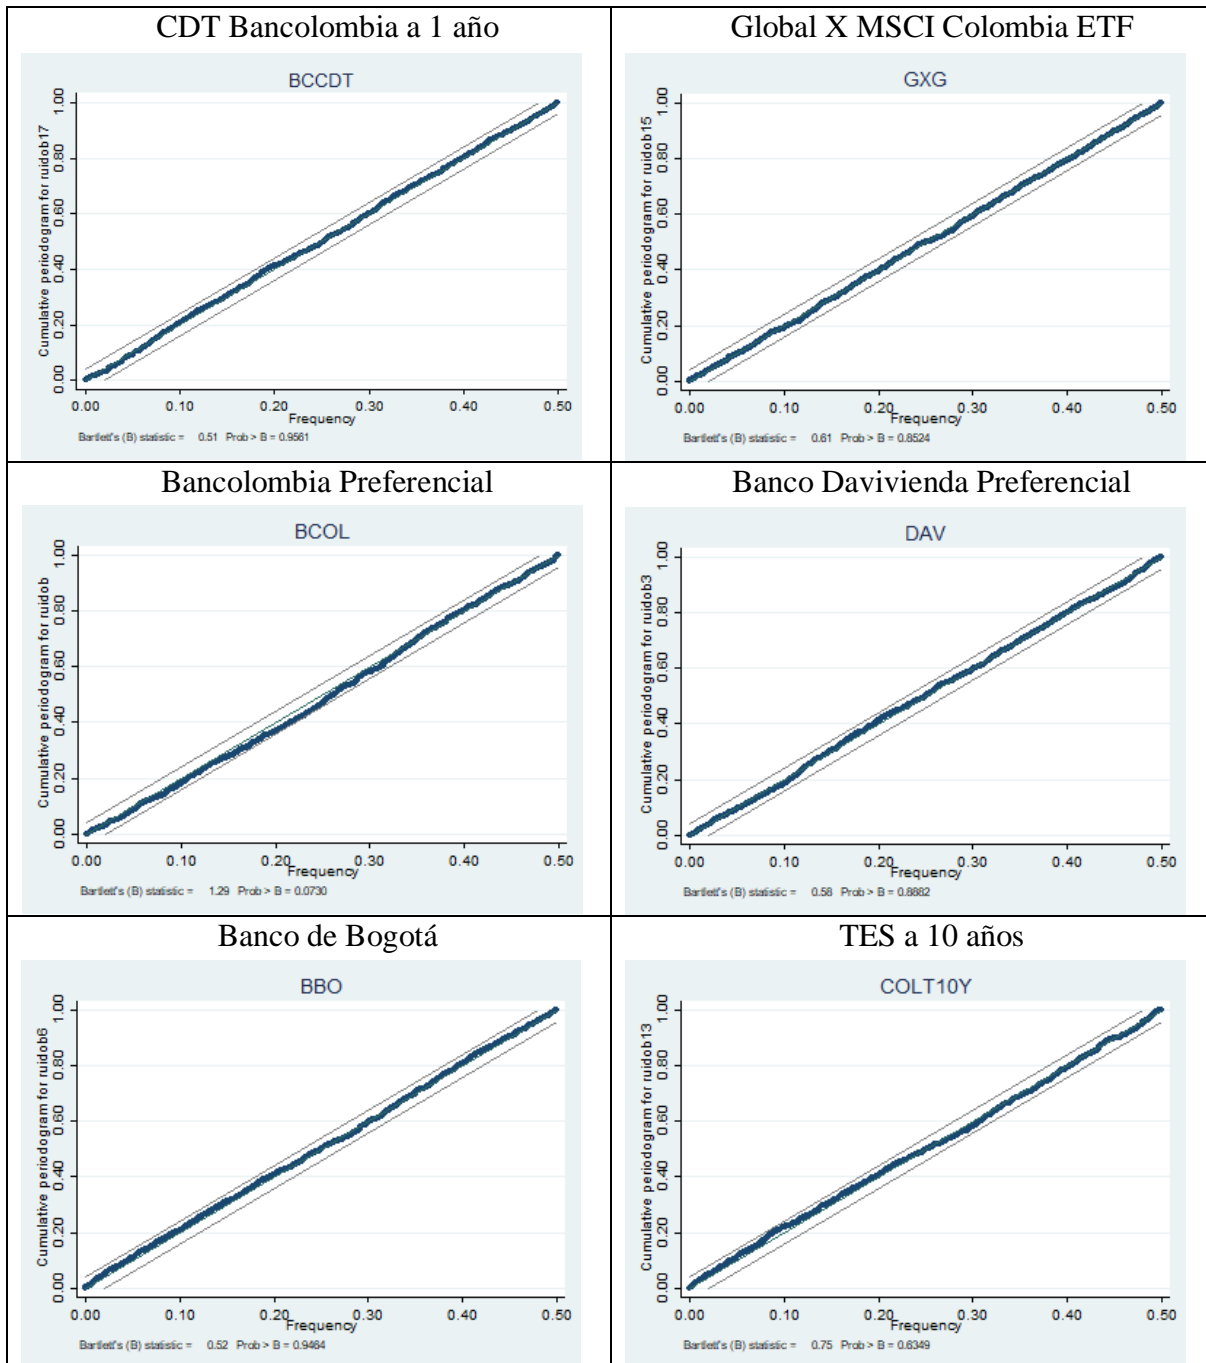 CDT Bancolombia a 1 año
BCCDT
Cumulative periodogram for ruidob17
1.00
0.80
0.60
0.40
0.20
0.00
0.00 0.10 0.20 0.30 0.40 0.50
Frequency
Bartlett's (B) statistic = 0.51 Prob > B = 0.9561
Global X MSCI Colombia ETF
GXG
Cumulative periodogram for ruidob15
1.00
0.80
0.60
0.40
0.20
0.00
0.00 0.10 0.20 0.30 0.40 0.50
Frequency
Bartlett's (B) statistic = 0.61 Prob > B = 0.8524
Bancolombia Preferencial
BCOL
Cumulative periodogram for ruidob
1.00
0.80
0.60
0.40
0.20
0.00
0.00 0.10 0.20 0.30 0.40 0.50
Frequency
Bartlett's (B) statistic = 1.29 Prob > B = 0.0730
Banco Davivienda Preferencial
DAV
Cumulative periodogram for ruidob3
1.00
0.80
0.60
0.40
0.20
0.00
0.00 0.10 0.20 0.30 0.40 0.50
Frequency
Bartlett's (B) statistic = 0.58 Prob > B = 0.8882
Banco de Bogotá
BBO
Cumulative periodogram for ruidob6
1.00
0.80
0.60
0.40
0.20
0.00
0.00 0.10 0.20 0.30 0.40 0.50
Frequency
Bartlett's (B) statistic = 0.52 Prob > B = 0.9464
TES a 10 años
COLT10Y
Cumulative periodogram for ruidob13
1.00
0.80
0.60
0.40
0.20
0.00
0.00 0.10 0.20 0.30 0.40 0.50
Frequency
Bartlett's (B) statistic = 0.75 Prob > B = 0.6349